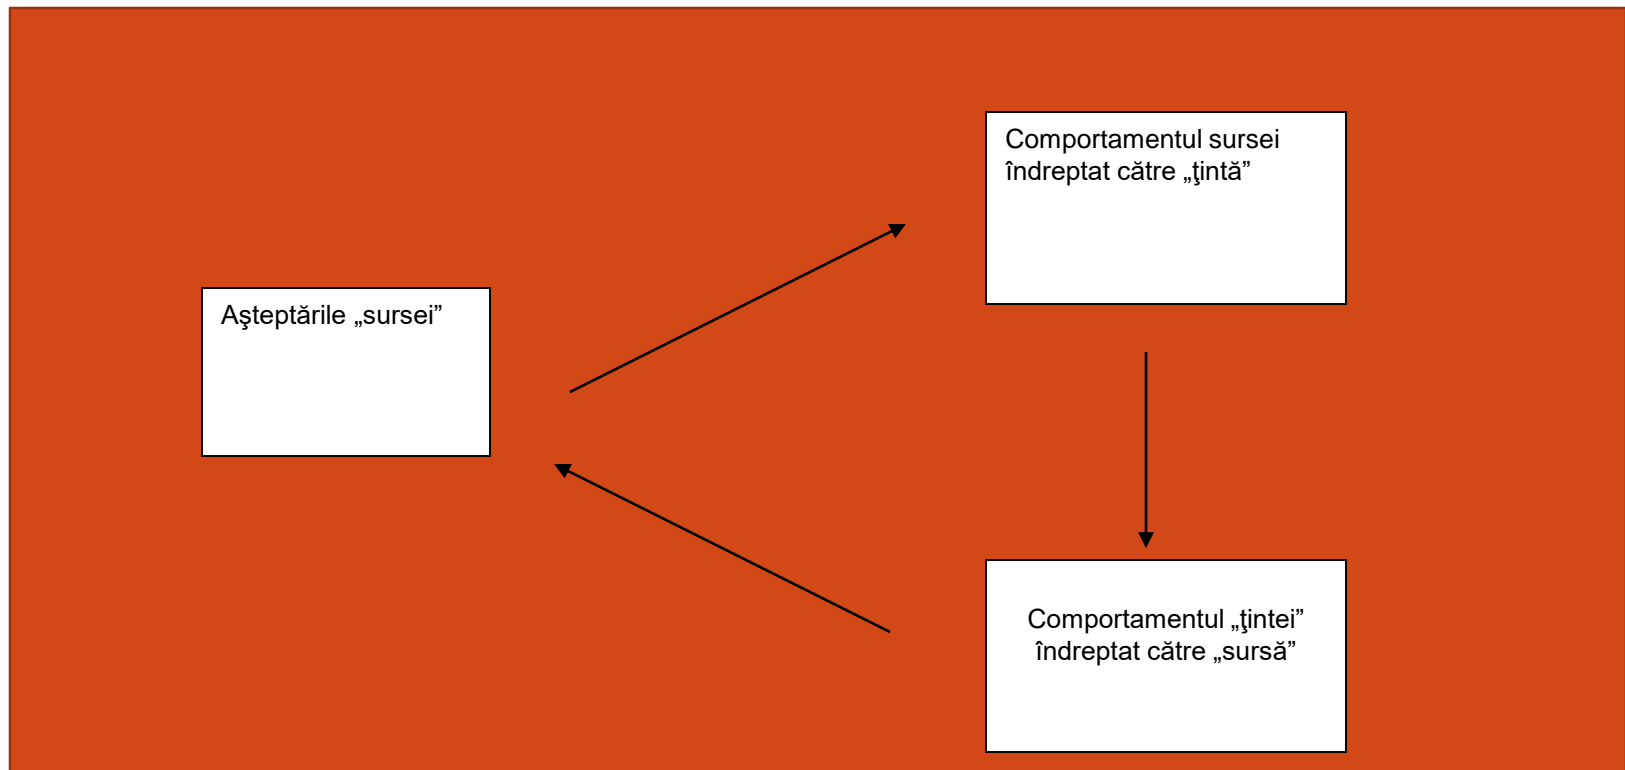 Comportamentul sursei
îndreptat către „ţintă”
Aşteptările „sursei”
Comportamentul „ţintei”
îndreptat către „sursă”